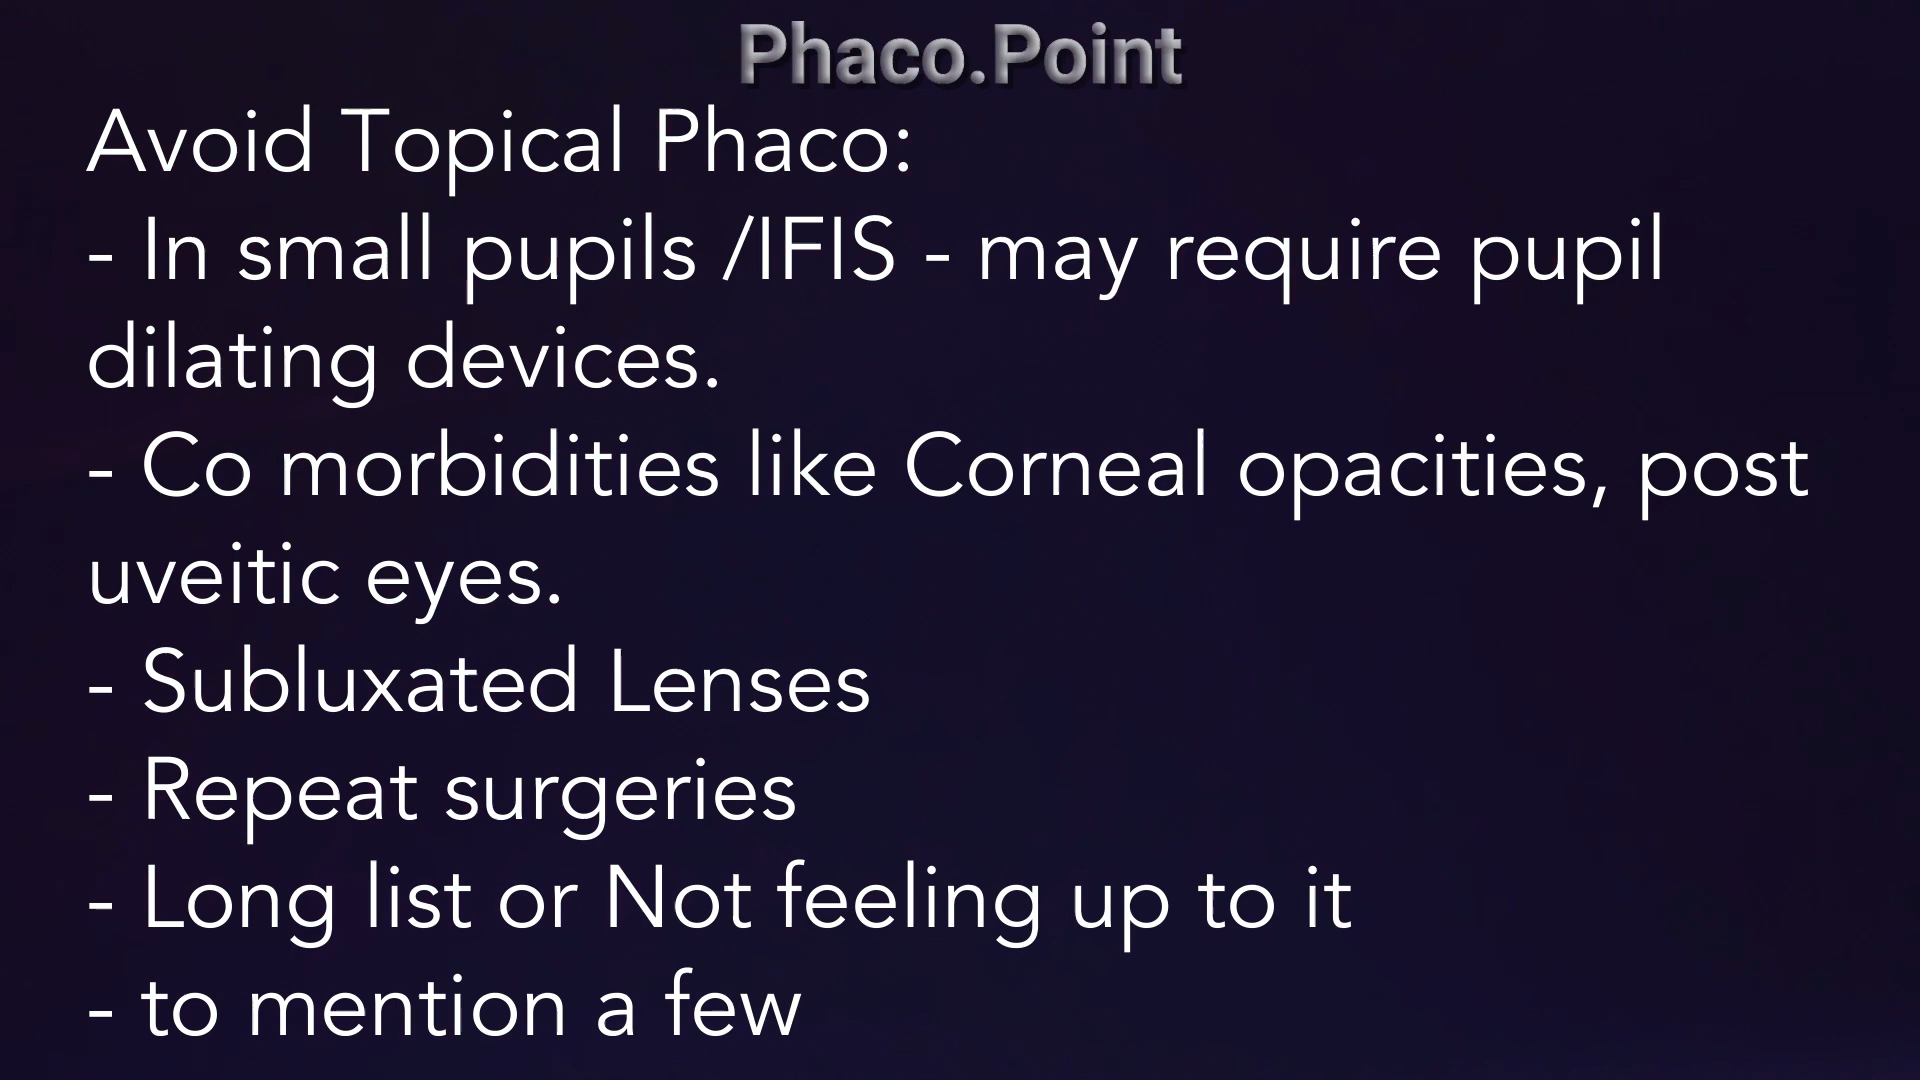 Phaco.Point
Avoid Topical Phaco:
- In small pupils /IFIS - may require pupil
dilating devices.
- Co morbidities like Corneal opacities, post
uveitic eyes.
- Subluxated Lenses
- Repeat surgeries
- Long list or Not feeling up to it
- to mention a few